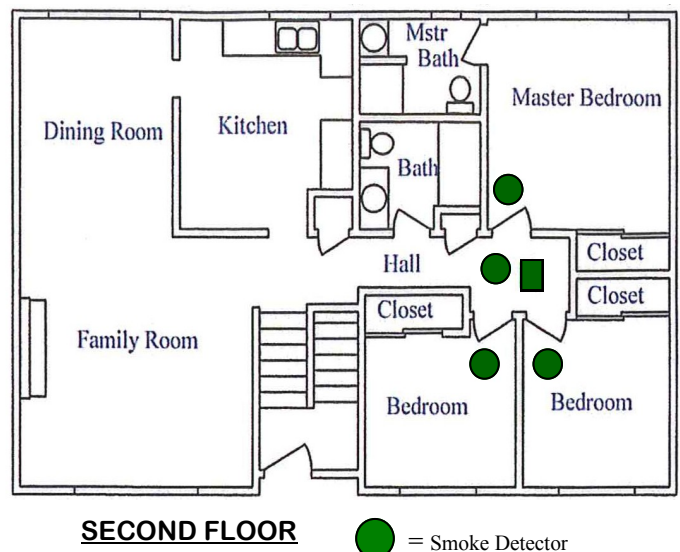 Mstr
Bath
Master Bedroom
Dining Room
Kitchen
Bath
Hall
Closet
Closet
Closet
Family Room
Bedroom
Bedroom
SECOND FLOOR
= Smoke Detector